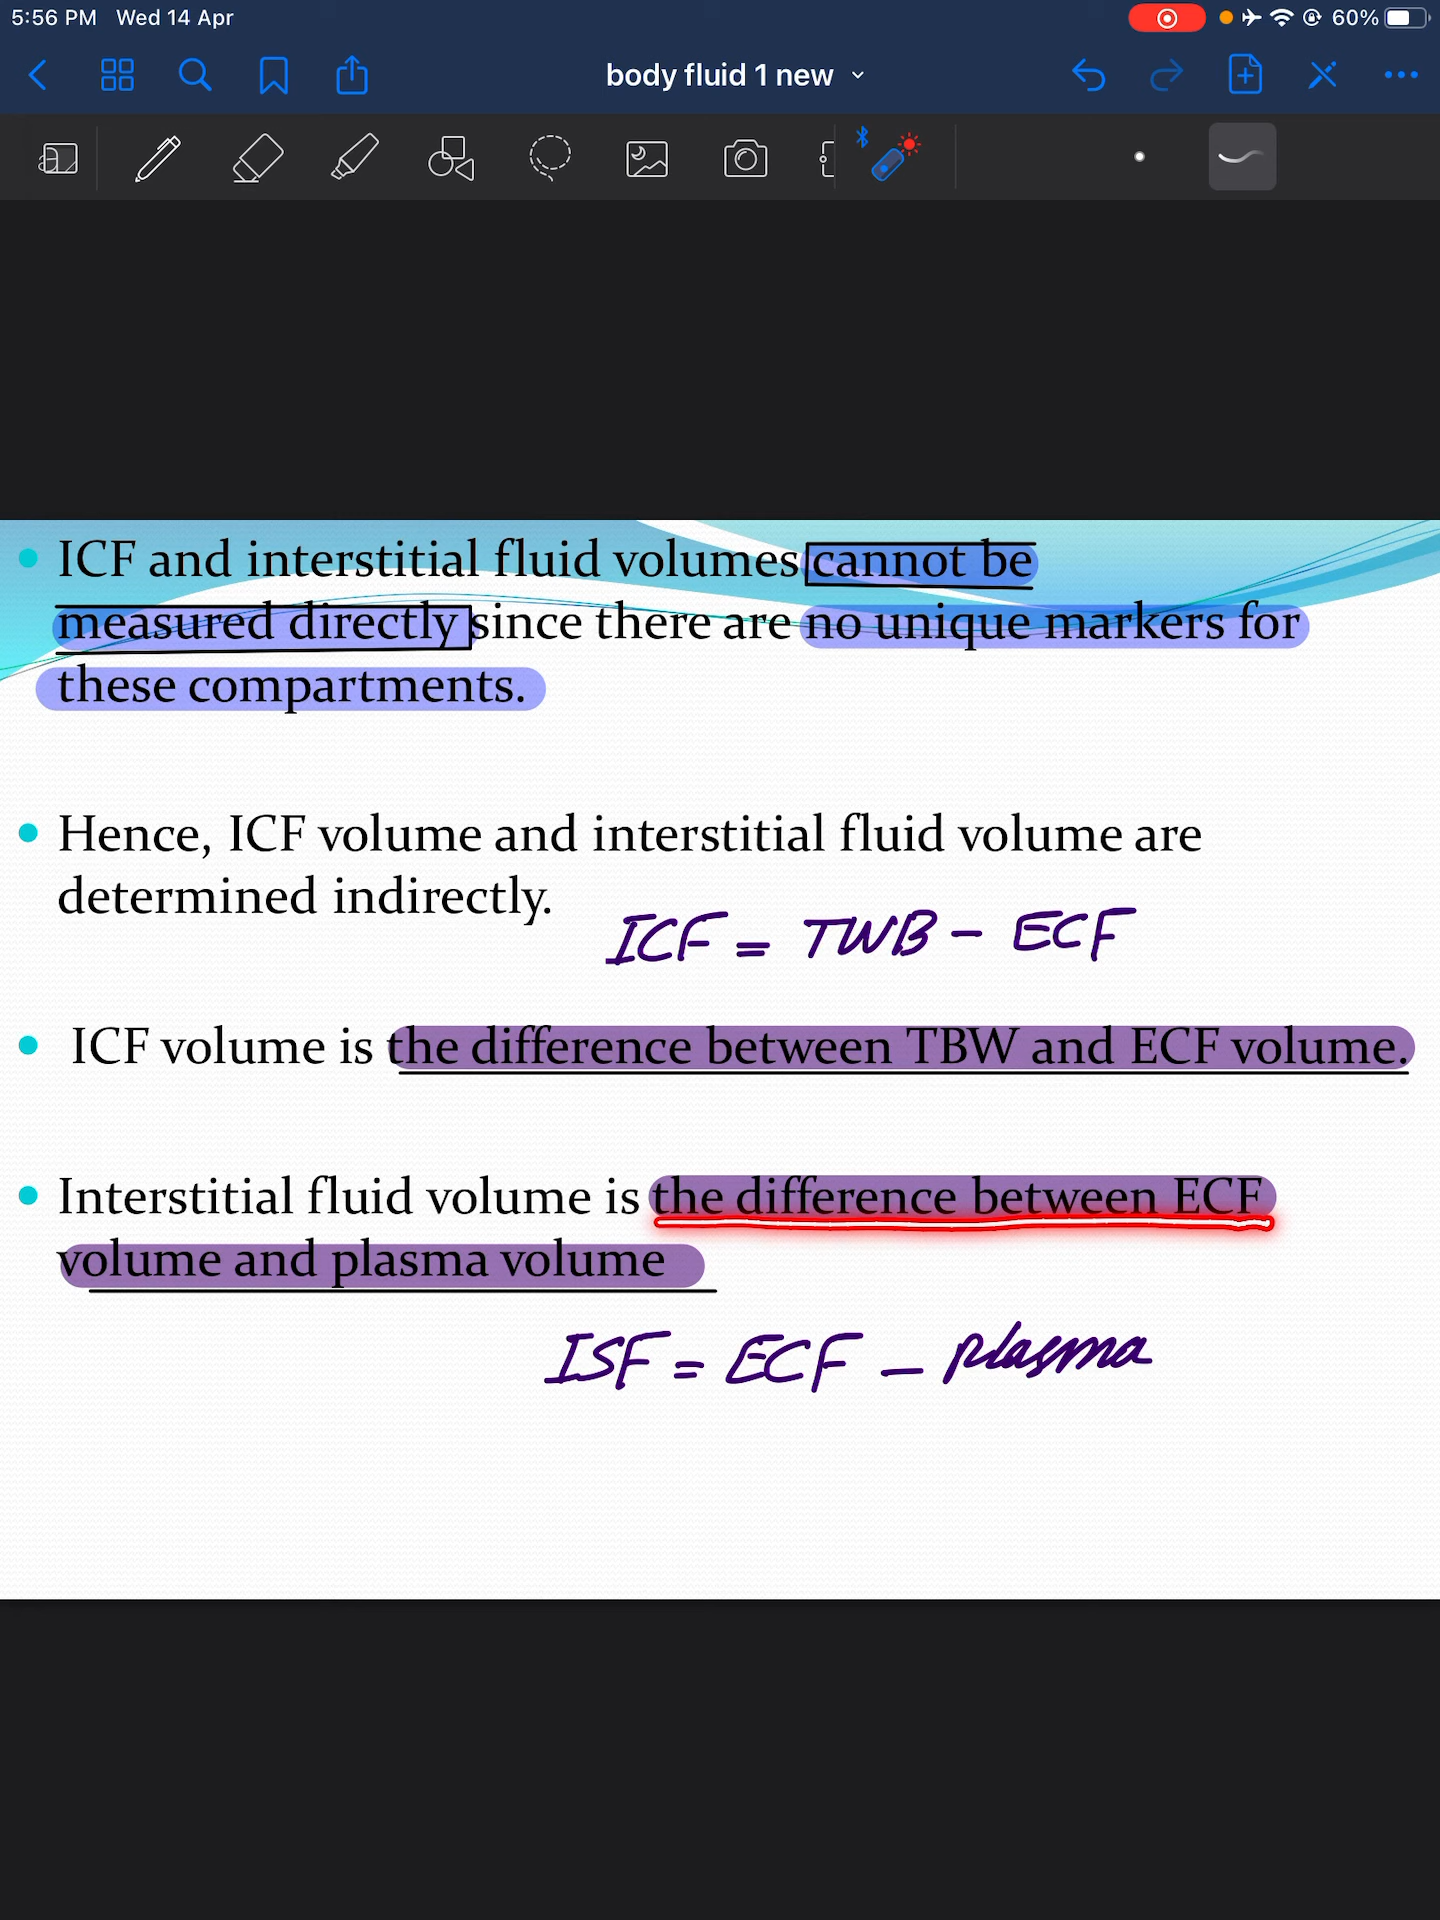 5:56 PM Wed 14 Apr
60%
body fluid 1 new
ICF and interstitial fluid volumes cannot be
measured directly since there are no unique markers for
these compartments.
Hence, ICF volume and interstitial fluid volume are
determined indirectly.
ICF = TWB - ECF
ICF volume is the difference between TBW and ECF volume.
Interstitial fluid volume is the difference between ECF
volume and plasma volume
ISF = ECF - plasma